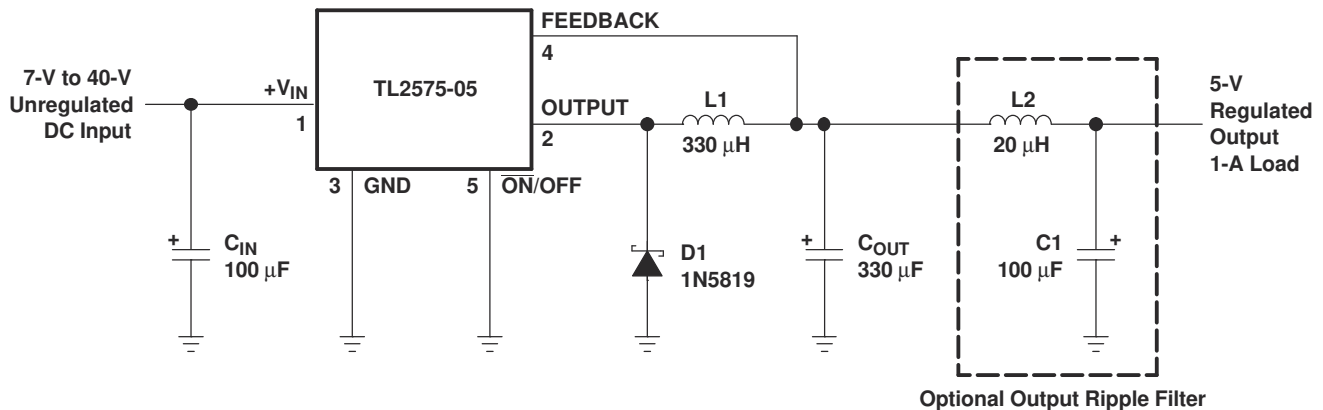 FEEDBACK
4
7-V to 40-V
Unregulated
DC Input
+VIN
1
TL2575-05
OUTPUT
2
L1
330 μH
L2
20 μH
5-V
Regulated
Output
1-A Load
3 GND
5 ON/OFF
+
CIN
100 μF
D1
1N5819
+
COUT
330 μF
C1
100 μF
+
Optional Output Ripple Filter